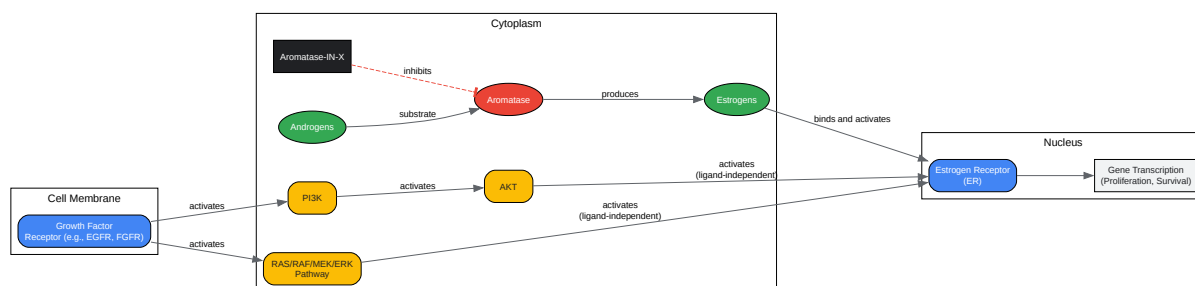 Cytoplasm
Aromatase-IN-X
inhibits
Aromatase
produces
Estrogens
substrate
Androgens
binds and activates
Nucleus
Estrogen Receptor
(ER)
Gene Transcription
(Proliferation, Survival)
activates
(ligand-independent)
AKT
activates
PI3K
activates
(ligand-independent)
Cell Membrane
activates
Growth Factor
Receptor (e.g., EGFR, FGFR)
activates
RAS/RAF/MEK/ERK
Pathway